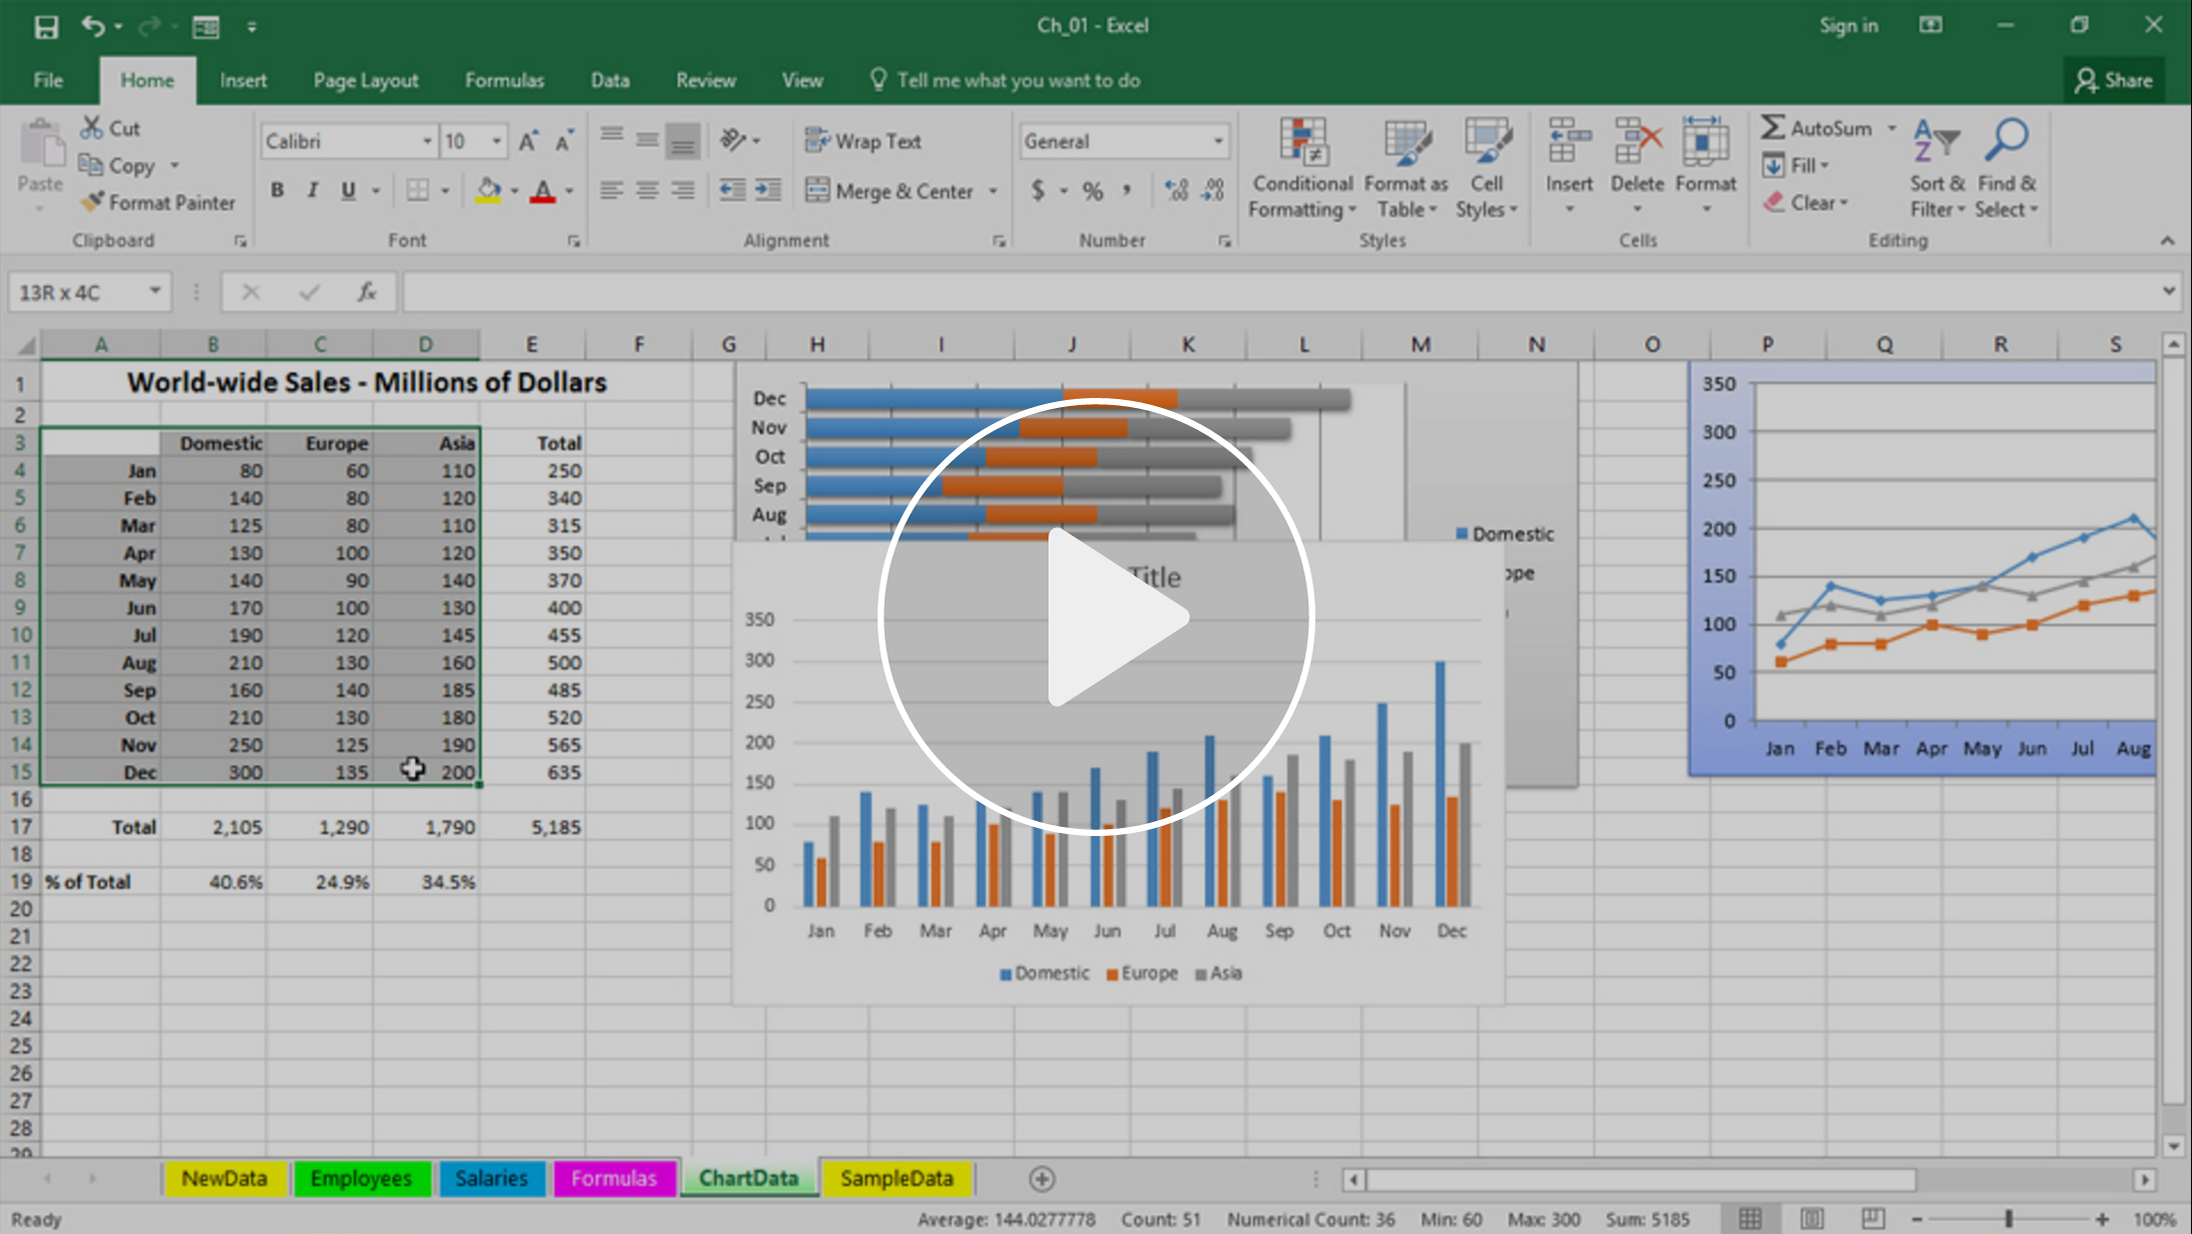 Ch_01 - Excel
Sign in
File Home Insert Page Layout Formulas Data Review View Tell me what you want to do Share
Paste
Cut
Copy
Format Painter
Clipboard
Calibri 10
B I U
Font
Wrap Text
Merge & Center
Alignment
General
$ % ,
Number
Conditional Formatting
Format as Table
Cell Styles
Styles
Insert Delete Format
Cells
AutoSum
Fill
Clear
Sort & Filter
Find & Select
Editing
13R x 4C fx
A B C D E F G H I J K L M N O P Q R S
1 World-wide Sales - Millions of Dollars
2
3 Domestic Europe Asia Total
4 Jan 80 60 110 250
5 Feb 140 80 120 340
6 Mar 125 80 110 315
7 Apr 130 100 120 350
8 May 140 90 140 370
9 Jun 170 100 130 400
10 Jul 190 120 145 455
11 Aug 210 130 160 500
12 Sep 160 140 185 485
13 Oct 210 130 180 520
14 Nov 250 125 190 565
15 Dec 300 135 200 635
16
17 Total 2,105 1,290 1,790 5,185
18
19 % of Total 40.6% 24.9% 34.5%
20
21
22
23
24
25
26
27
28
29
Dec
Nov
Oct
Sep
Aug
Domestic
Title
350
300
250
200
150
100
50
0
Jan Feb Mar Apr May Jun Jul Aug Sep Oct Nov Dec
Domestic Europe Asia
350
300
250
200
150
100
50
0
Jan Feb Mar Apr May Jun Jul Aug
NewData Employees Salaries Formulas ChartData SampleData
Ready Average: 144.0277778 Count: 51 Numerical Count: 36 Min: 60 Max: 300 Sum: 5185 100%